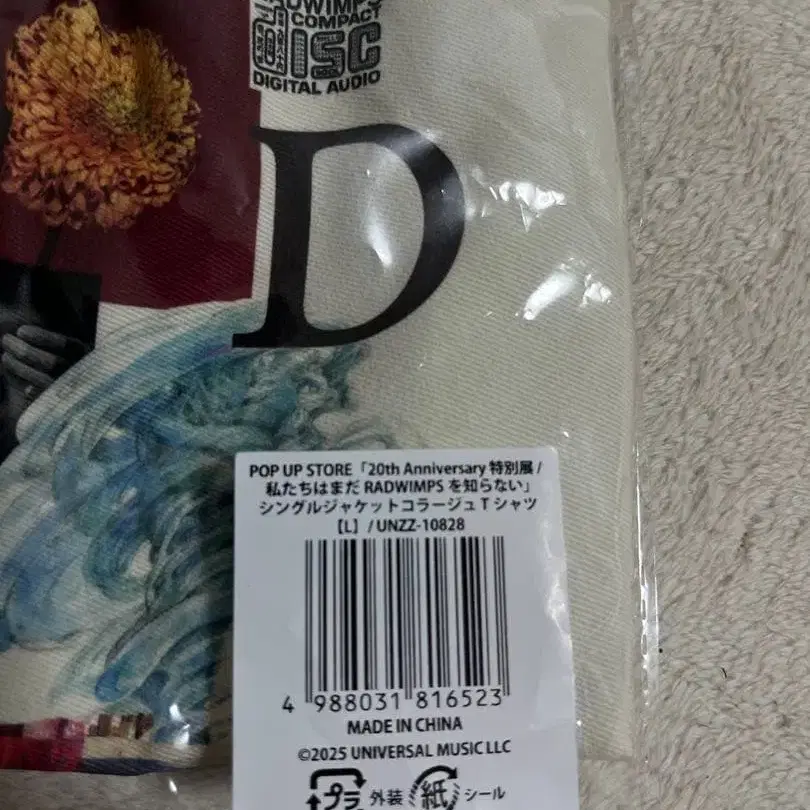 RADWIMPS
COMPACT
disc
DIGITAL AUDIO
D
POP UP STORE「20th Anniversary 特別展 /
私たちはまだ RADWIMPS を知らない」
シングルジャケットコラージュ T シャツ
【L】/ UNZZ-10828
4 988031 816523
MADE IN CHINA
©2025 UNIVERSAL MUSIC LLC
プラ 外装 紙 シール